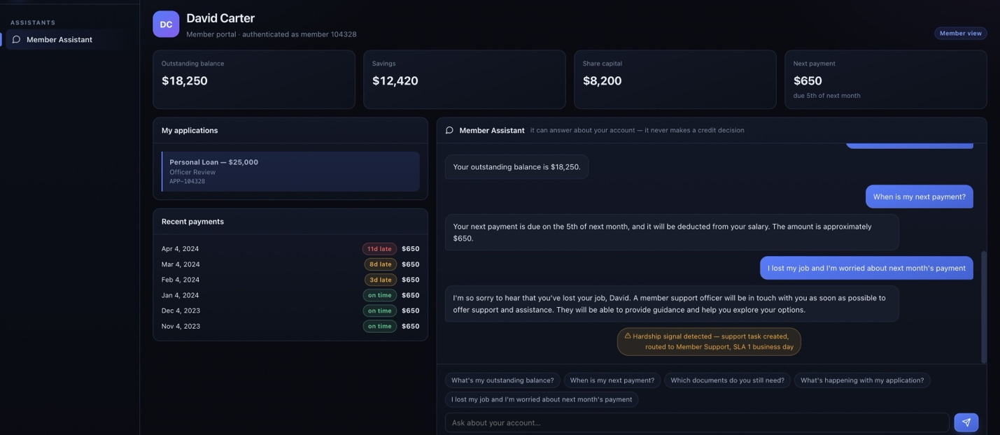 ASSISTANTS
Member Assistant
DC
David Carter
Member portal · authenticated as member 104328
Member view
Outstanding balance
$18,250
Savings
$12,420
Share capital
$8,200
Next payment
$650
due 5th of next month
My applications
Personal Loan — $25,000
Officer Review
APP-104328
Recent payments
Apr 4, 2024 11d late $650
Mar 4, 2024 8d late $650
Feb 4, 2024 3d late $650
Jan 4, 2024 on time $650
Dec 4, 2023 on time $650
Nov 4, 2023 on time $650
Member Assistant it can answer about your account — it never makes a credit decision
Your outstanding balance is $18,250.
When is my next payment?
Your next payment is due on the 5th of next month, and it will be deducted from your salary. The amount is approximately
$650.
I lost my job and I'm worried about next month's payment
I'm so sorry to hear that you've lost your job, David. A member support officer will be in touch with you as soon as possible to
offer support and assistance. They will be able to provide guidance and help you explore your options.
Hardship signal detected — support task created,
routed to Member Support, SLA 1 business day
What's my outstanding balance? When is my next payment? Which documents do you still need? What's happening with my application?
I lost my job and I'm worried about next month's payment
Ask about your account...